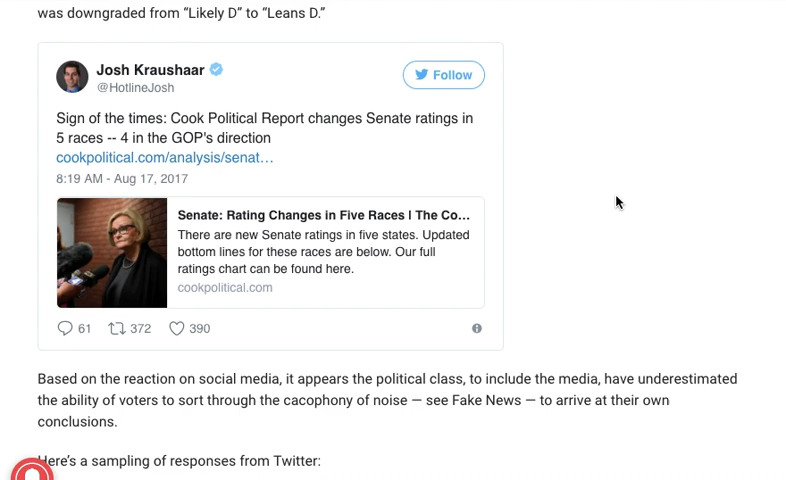 was downgraded from “Likely D” to “Leans D.”
Josh Kraushaar
@HotlineJosh
Follow
Sign of the times: Cook Political Report changes Senate ratings in
5 races -- 4 in the GOP's direction
cookpolitical.com/analysis/senat…
8:19 AM - Aug 17, 2017
Senate: Rating Changes in Five Races | The Co…
There are new Senate ratings in five states. Updated
bottom lines for these races are below. Our full
ratings chart can be found here.
cookpolitical.com
61 372 390
Based on the reaction on social media, it appears the political class, to include the media, have underestimated
the ability of voters to sort through the cacophony of noise — see Fake News — to arrive at their own
conclusions.
Here’s a sampling of responses from Twitter: